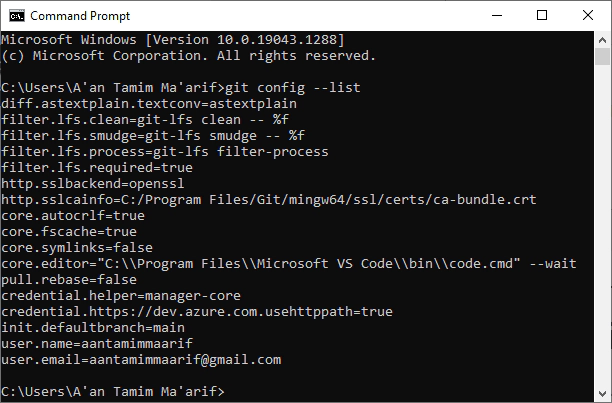 Command Prompt
Microsoft Windows [Version 10.0.19043.1288]
(c) Microsoft Corporation. All rights reserved.
C:\Users\A'an Tamim Ma'arif>git config --list
diff.astextplain.textconv=astextplain
filter.lfs.clean=git-lfs clean -- %f
filter.lfs.smudge=git-lfs smudge -- %f
filter.lfs.process=git-lfs filter-process
filter.lfs.required=true
http.sslbackend=openssl
http.sslcainfo=C:/Program Files/Git/mingw64/ssl/certs/ca-bundle.crt
core.autocrlf=true
core.fscache=true
core.symlinks=false
core.editor="C:\\Program Files\\Microsoft VS Code\\bin\\code.cmd" --wait
pull.rebase=false
credential.helper=manager-core
credential.https://dev.azure.com.usehttppath=true
init.defaultbranch=main
user.name=aantamimmaarif
user.email=aantamimmaarif@gmail.com
C:\Users\A'an Tamim Ma'arif>